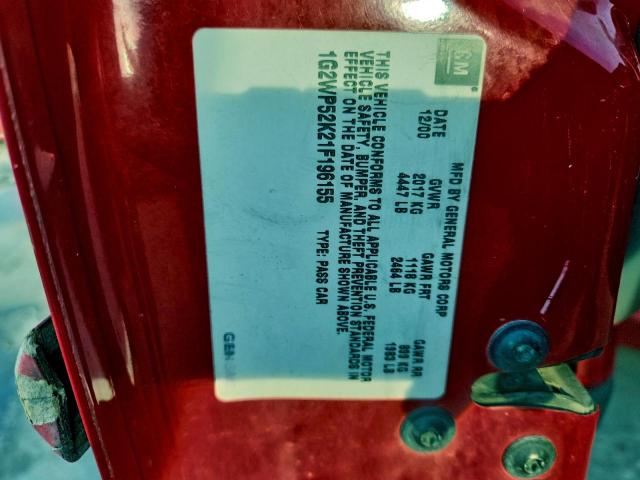 GM
MFD BY GENERAL MOTORS CORP
DATE GVWR GAWR FRT GAWR RR
12/00 2017 KG 1118 KG 899 KG
4447 LB 2464 LB 1983 LB
THIS VEHICLE CONFORMS TO ALL APPLICABLE U.S. FEDERAL MOTOR
VEHICLE SAFETY, BUMPER, AND THEFT PREVENTION STANDARDS IN
EFFECT ON THE DATE OF MANUFACTURE SHOWN ABOVE.
1G2WP52K21F196155 TYPE: PASS CAR